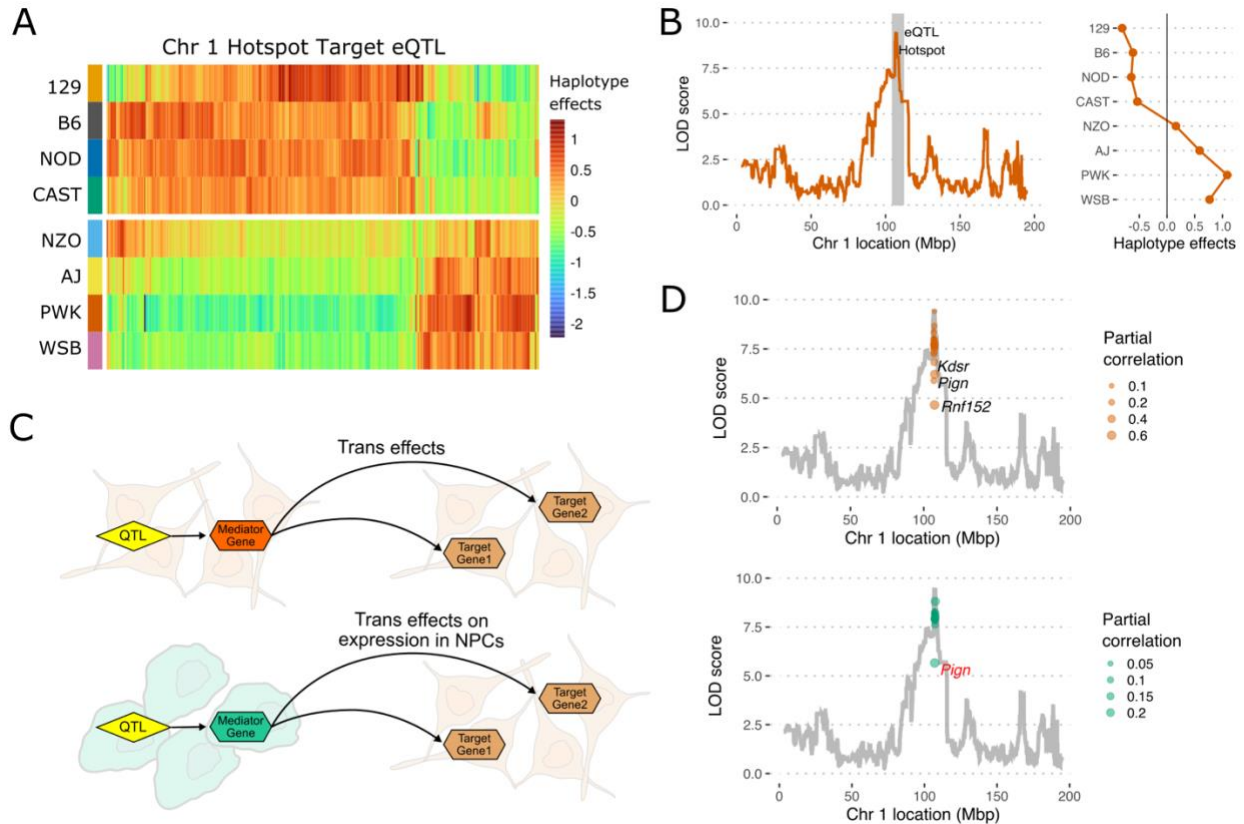 A
Chr 1 Hotspot Target eQTL
129
B6
NOD
CAST
NZO
AJ
PWK
WSB
Haplotype
effects
1
0.5
0
-0.5
-1
-1.5
-2
B
10.0
7.5
5.0
2.5
0.0
LOD score
eQTL
Hotspot
0 50 100 150 200
Chr 1 location (Mbp)
129
B6
NOD
CAST
NZO
AJ
PWK
WSB
-0.5 0.0 0.5 1.0
Haplotype effects
C
Trans effects
QTL
Mediator
Gene
Target
Gene2
Target
Gene1
Trans effects on
expression in NPCs
QTL
Mediator
Gene
Target
Gene2
Target
Gene1
D
10.0
7.5
5.0
2.5
0.0
LOD score
Kdsr
Pign
Rnf152
0 50 100 150 200
Chr 1 location (Mbp)
Partial
correlation
0.1
0.2
0.4
0.6
10.0
7.5
5.0
2.5
0.0
LOD score
Pign
0 50 100 150 200
Chr 1 location (Mbp)
Partial
correlation
0.05
0.1
0.15
0.2